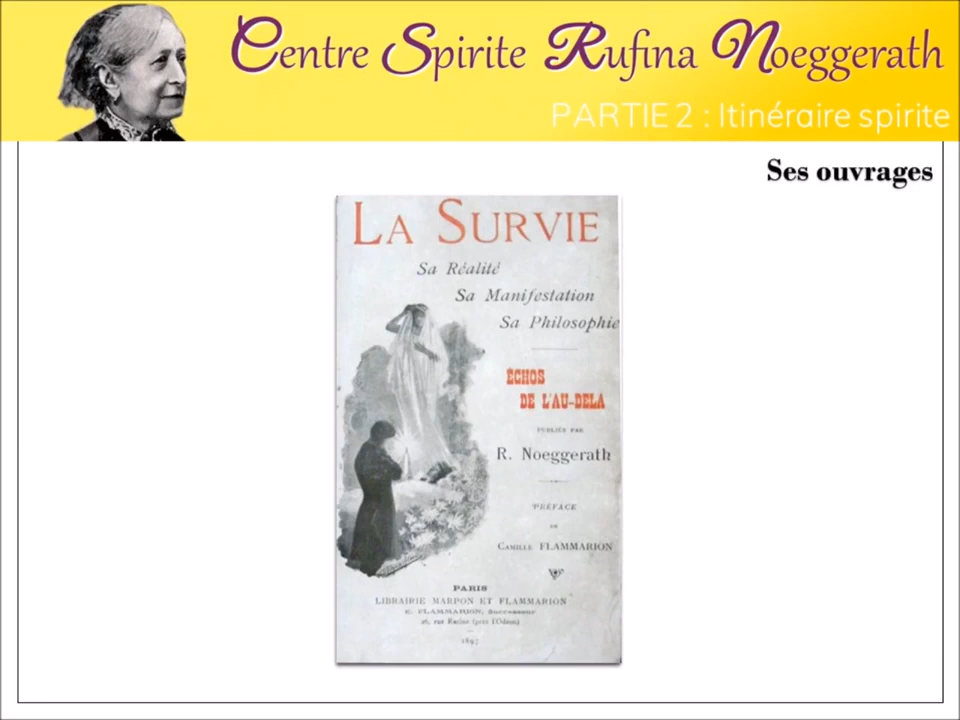 Centre Spirite Rufina Noeggerath
PARTIE 2 : Itinéraire spirite
Ses ouvrages
LA SURVIE
Sa Réalité
Sa Manifestation
Sa Philosophie
ÉCHOS
DE L'AU-DELA
PUBLIÉS PAR
R. Noeggerath
PRÉFACE
DE
CAMILLE FLAMMARION
PARIS
LIBRAIRIE MARPON ET FLAMMARION
E. FLAMMARION, Successeur
26, rue Racine (près l'Odéon)
1897